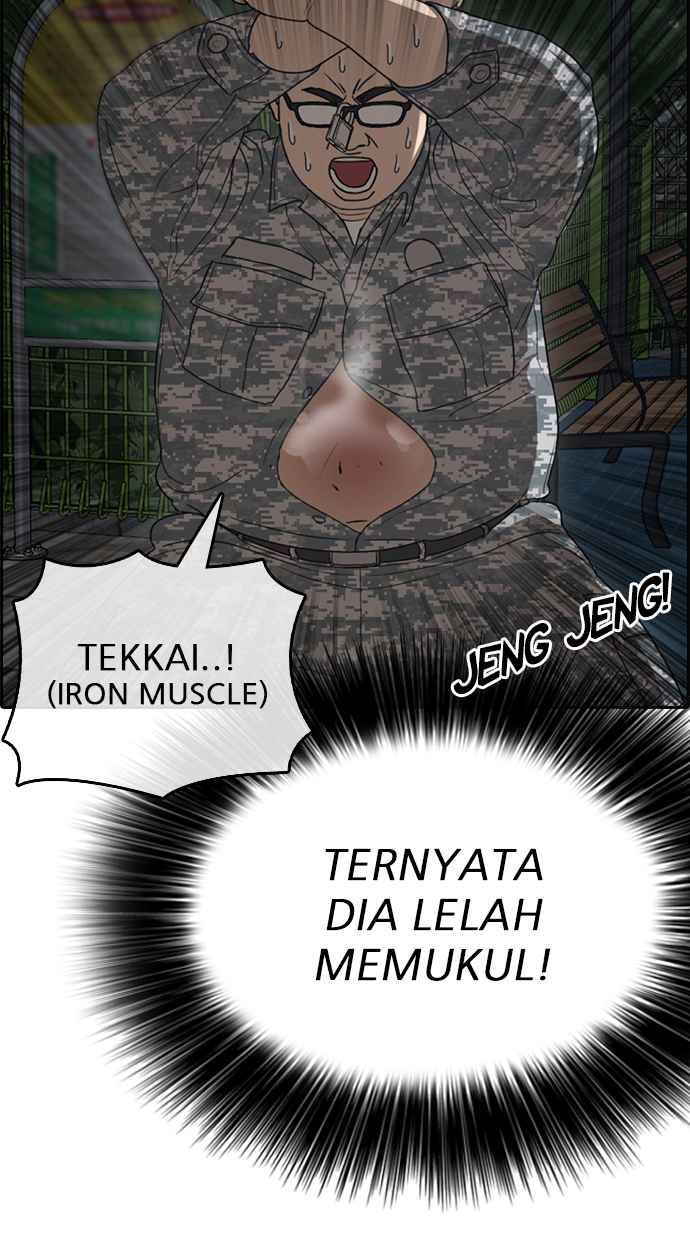 TEKKAI..!
(IRON MUSCLE)
JENG JENG!
TERNYATA
DIA LELAH
MEMUKUL!